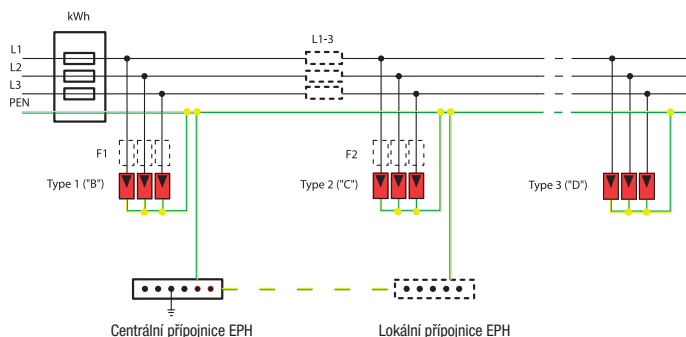 kWh
L1-3
L1
L2
L3
PEN
F1
F2
Type 1 ("B")
Type 2 ("C")
Type 3 ("D")
Centrální přípojnice EPH
Lokální přípojnice EPH